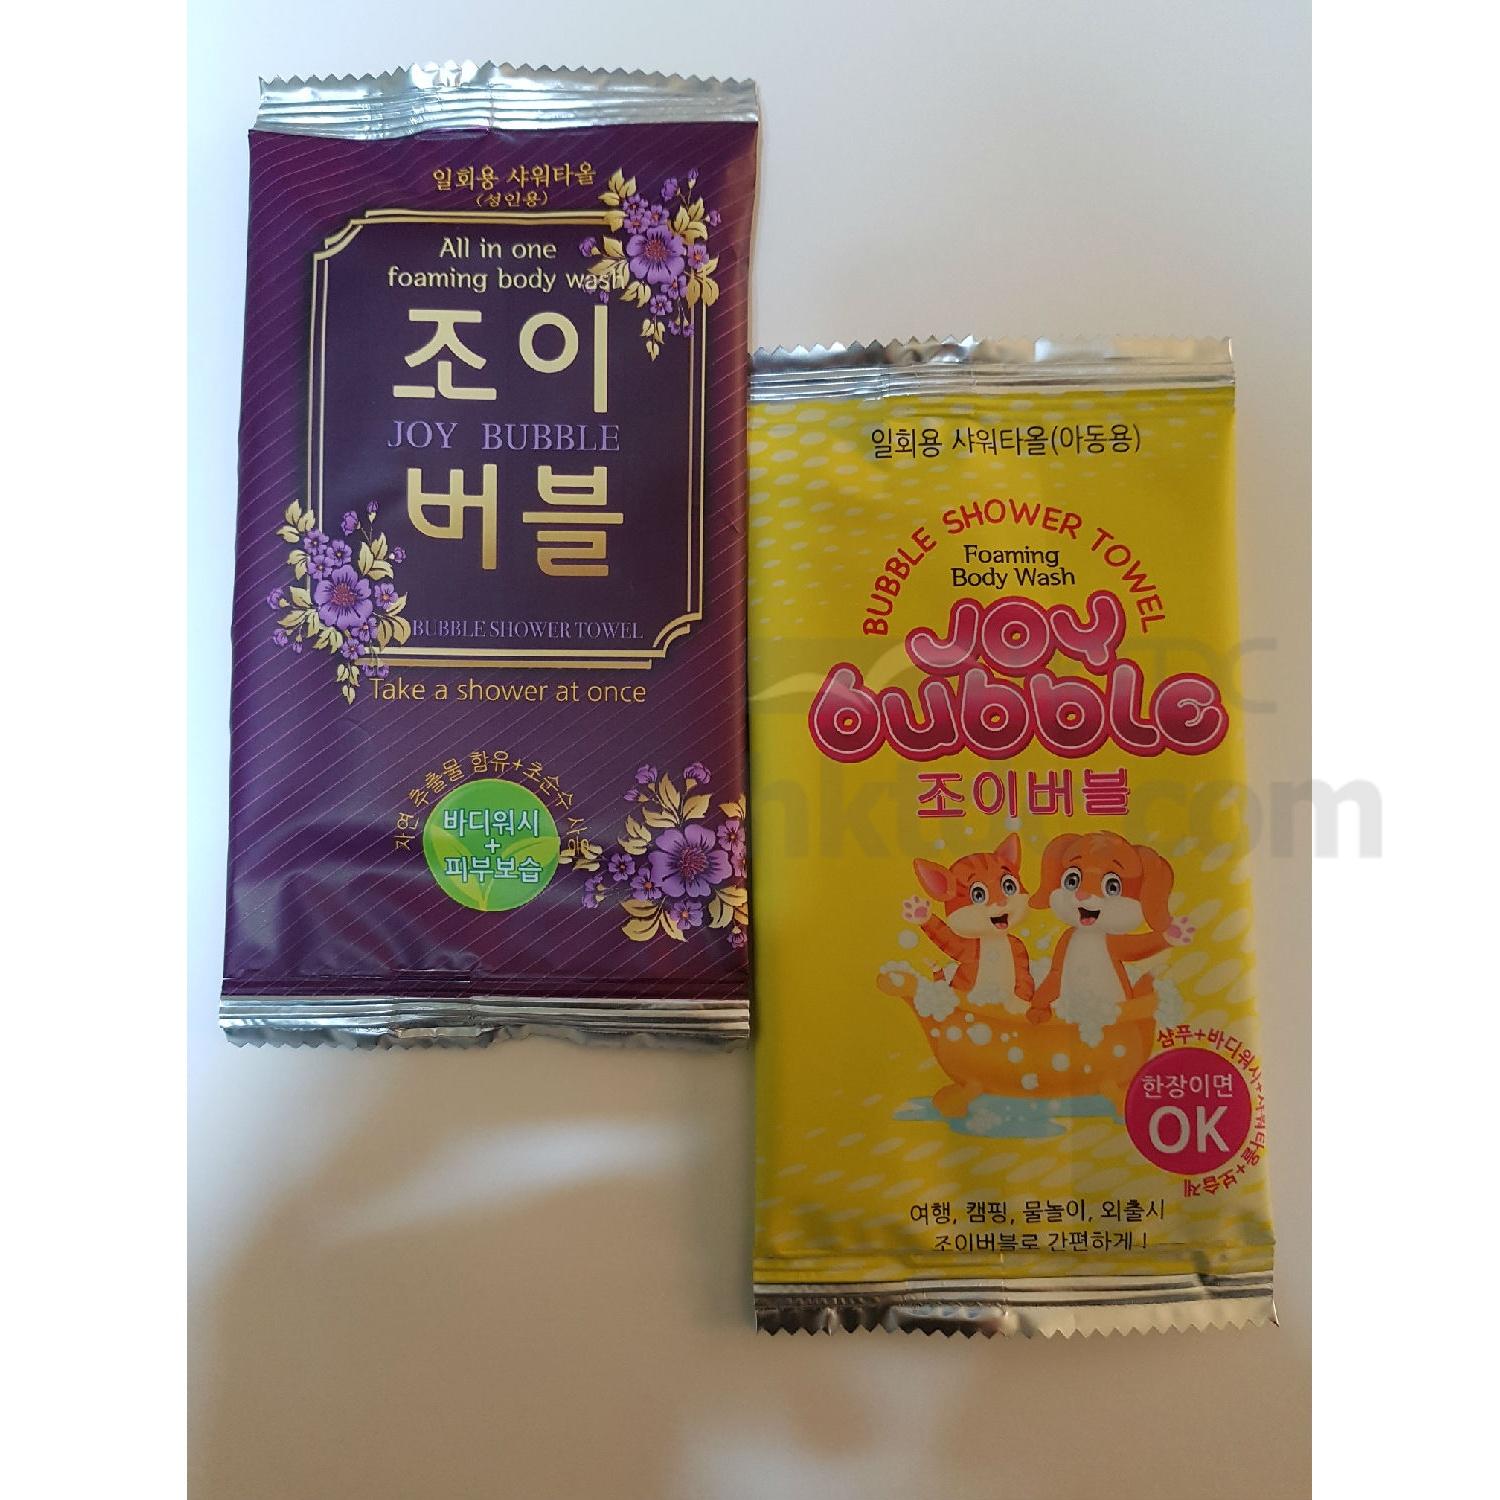 일회용 샤워타올
(성인용)
All in one
foaming body wash
조이
JOY BUBBLE
버블
BUBBLE SHOWER TOWEL
Take a shower at once
자연 추출물 함유+초순수 사용
바디워시
+
피부보습
일회용 샤워타올(아동용)
BUBBLE SHOWER TOWEL
Foaming
Body Wash
JOY
bubble
조이버블
샴푸+바디워시+샤워타올+보습제
한장이면
OK
여행, 캠핑, 물놀이, 외출시
조이버블로 간편하게!